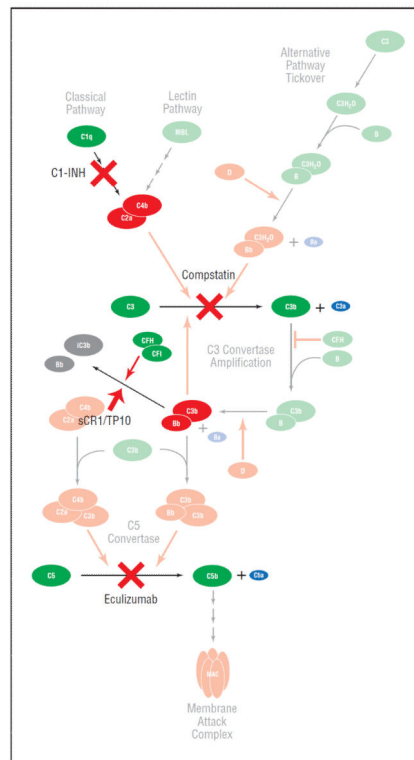 C3
Alternative
Pathway
Tickover
Classical
Pathway
Lectin
Pathway
C3H₂O
C1q
MBL
B
C1-INH
C3H₂O
B
D
C4b
C2a
C3H₂O
Bb
+
Ba
Compstatin
C3
C3b
+
C3a
iC3b
Bb
CFH
CFI
C3 Convertase
Amplification
CFH
B
C4b
C2a
sCR1/TP10
C3b
Bb
+
Ba
C3b
B
C3b
D
C4b
C2a
C3b
C3b
Bb
C3b
C5
Convertase
C5
C5b
+
C5a
Eculizumab
MAC
Membrane
Attack
Complex